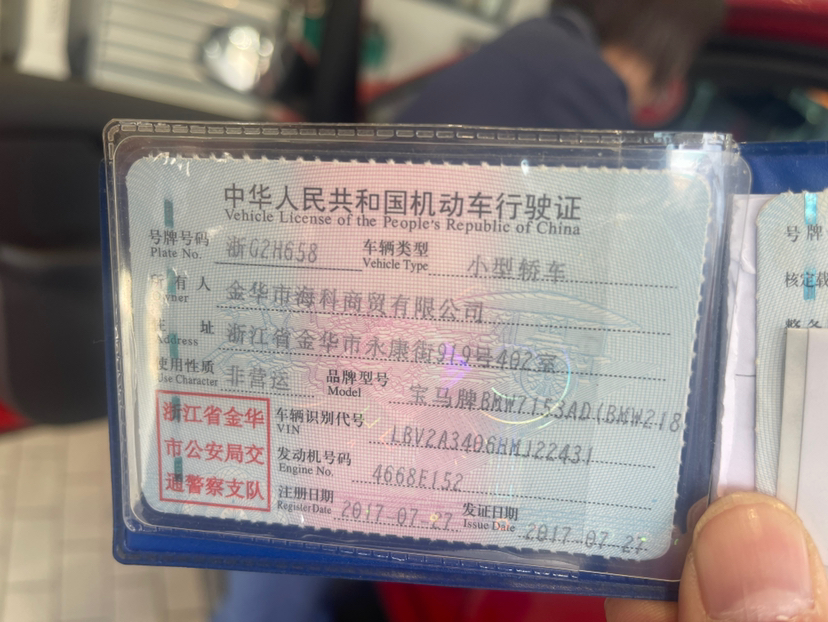 中华人民共和国机动车行驶证
Vehicle License of the People's Republic of China
号牌号码 浙G2H658 车辆类型 小型轿车
Plate No. Vehicle Type
所有人 金华市海科商贸有限公司
Owner
住址 浙江省金华市永康街919号402室
Address
使用性质 非营运 品牌型号 宝马牌BMW7153AD(BMW218
Use Character Model
浙江省金华
市公安局交
通警察支队
车辆识别代号 LBV2A3406HMJ22431
VIN
发动机号码 4668E152
Engine No.
注册日期 2017-07-27 发证日期 2017-07-27
Register Date Issue Date
号牌
核定载